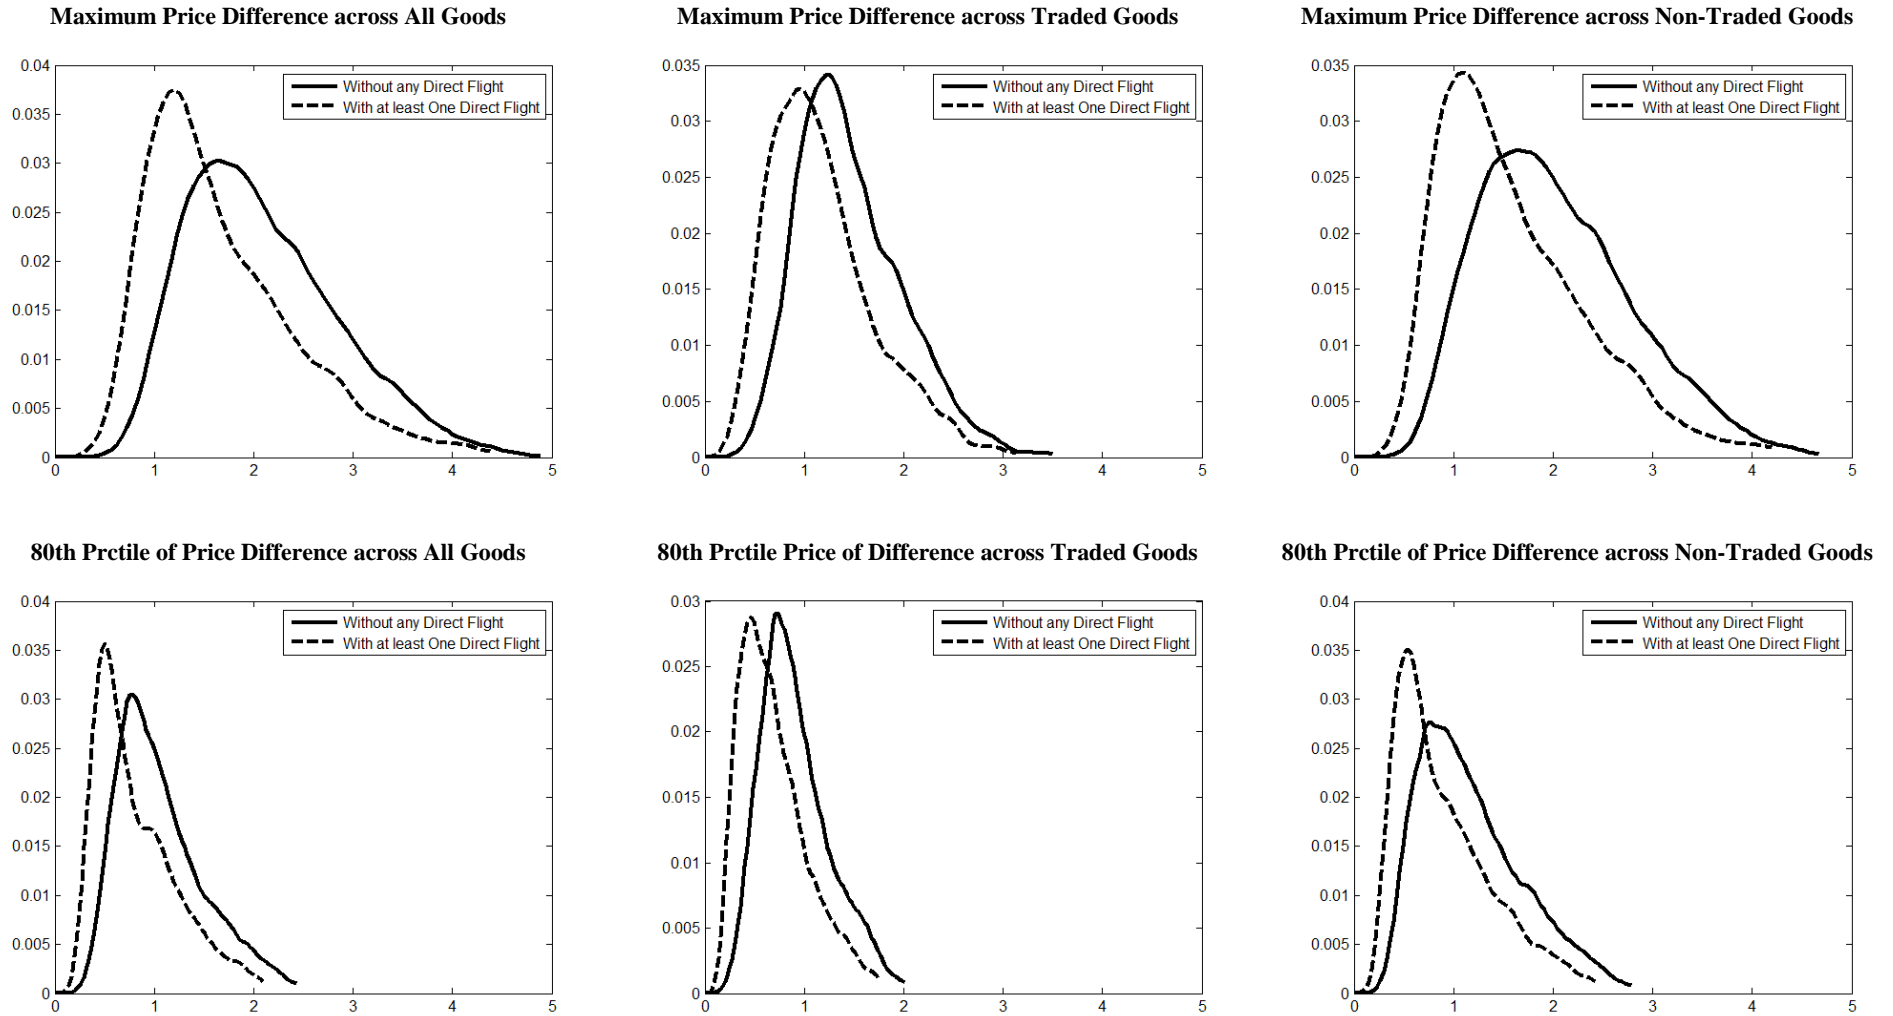 Maximum Price Difference across All Goods
0.04
0.035
0.03
0.025
0.02
0.015
0.01
0.005
0
0 1 2 3 4 5
Without any Direct Flight
With at least One Direct Flight
Maximum Price Difference across Traded Goods
0.035
0.03
0.025
0.02
0.015
0.01
0.005
0
0 1 2 3 4 5
Without any Direct Flight
With at least One Direct Flight
Maximum Price Difference across Non-Traded Goods
0.035
0.03
0.025
0.02
0.015
0.01
0.005
0
0 1 2 3 4 5
Without any Direct Flight
With at least One Direct Flight
80th Prctile of Price Difference across All Goods
0.04
0.035
0.03
0.025
0.02
0.015
0.01
0.005
0
0 1 2 3 4 5
Without any Direct Flight
With at least One Direct Flight
80th Prctile Price of Difference across Traded Goods
0.03
0.025
0.02
0.015
0.01
0.005
0
0 1 2 3 4 5
Without any Direct Flight
With at least One Direct Flight
80th Prctile of Price Difference across Non-Traded Goods
0.04
0.035
0.03
0.025
0.02
0.015
0.01
0.005
0
0 1 2 3 4 5
Without any Direct Flight
With at least One Direct Flight